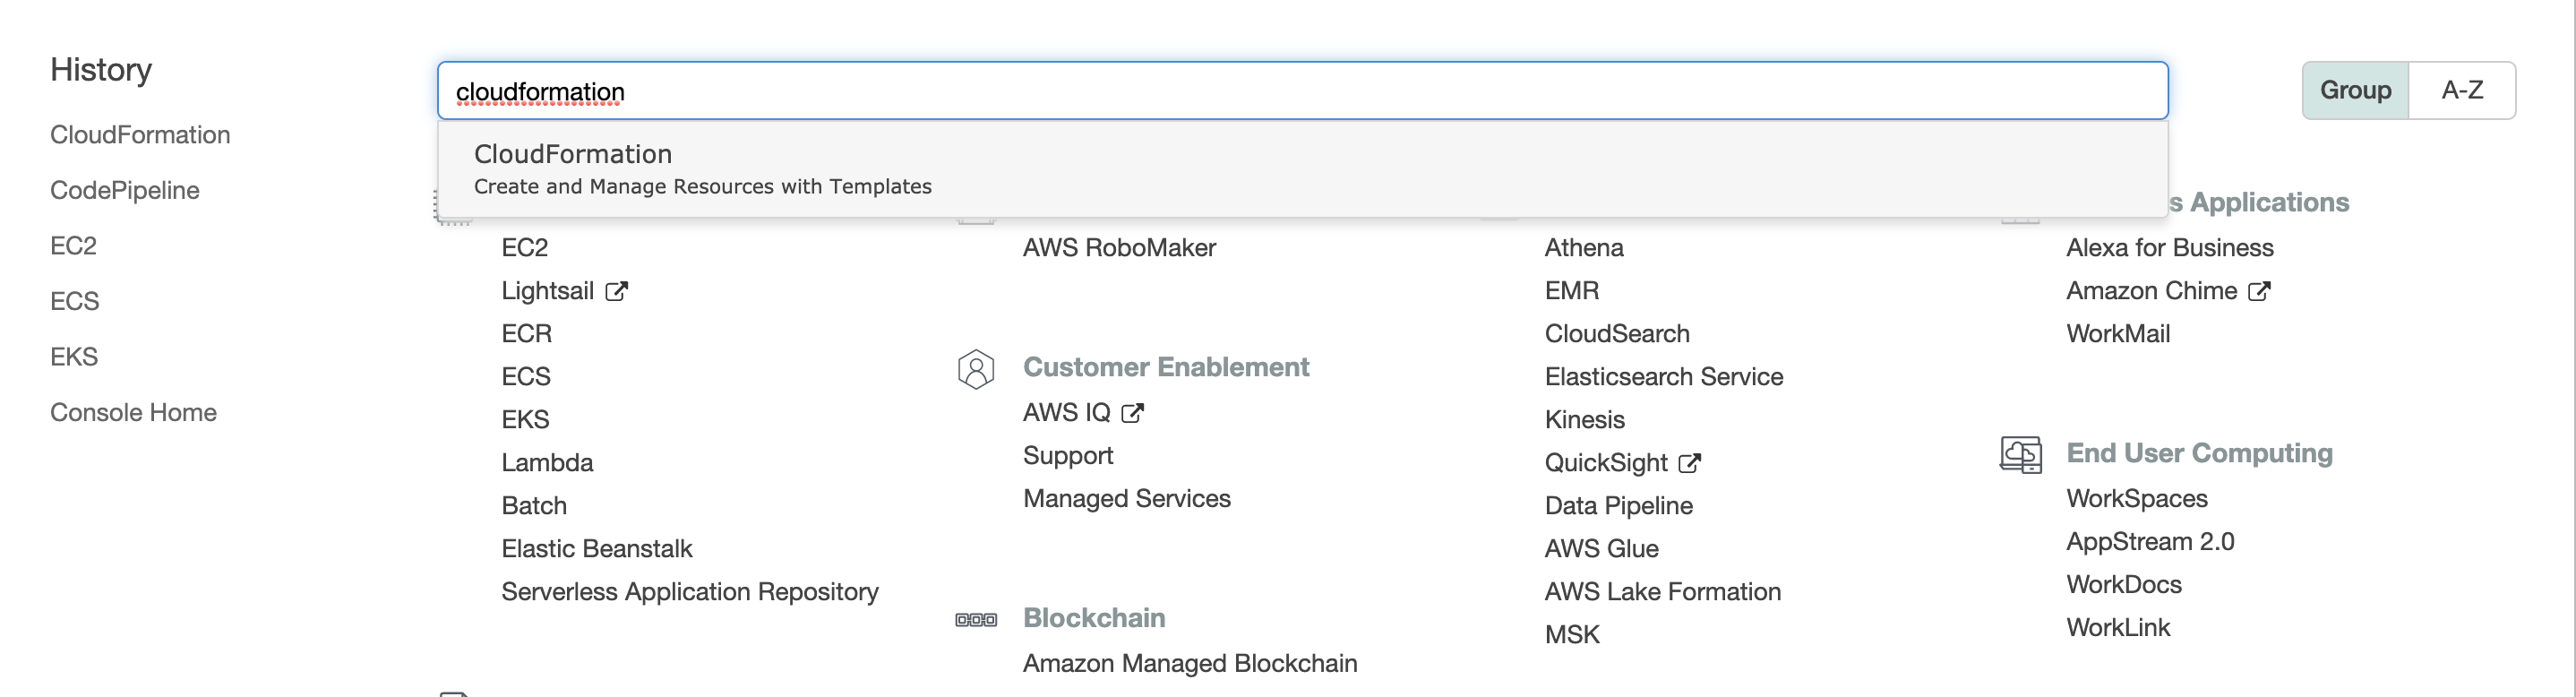 History
CloudFormation
CodePipeline
EC2
ECS
EKS
Console Home
cloudformation
Group
A-Z
CloudFormation
Create and Manage Resources with Templates
EC2
Lightsail
ECR
ECS
EKS
Lambda
Batch
Elastic Beanstalk
Serverless Application Repository
AWS RoboMaker
Customer Enablement
AWS IQ
Support
Managed Services
Blockchain
Amazon Managed Blockchain
Athena
EMR
CloudSearch
Elasticsearch Service
Kinesis
QuickSight
Data Pipeline
AWS Glue
AWS Lake Formation
MSK
s Applications
Alexa for Business
Amazon Chime
WorkMail
End User Computing
WorkSpaces
AppStream 2.0
WorkDocs
WorkLink